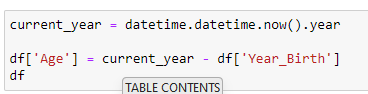 current_year = datetime.datetime.now().year
df['Age'] = current_year - df['Year_Birth']
df
TABLE CONTENTS